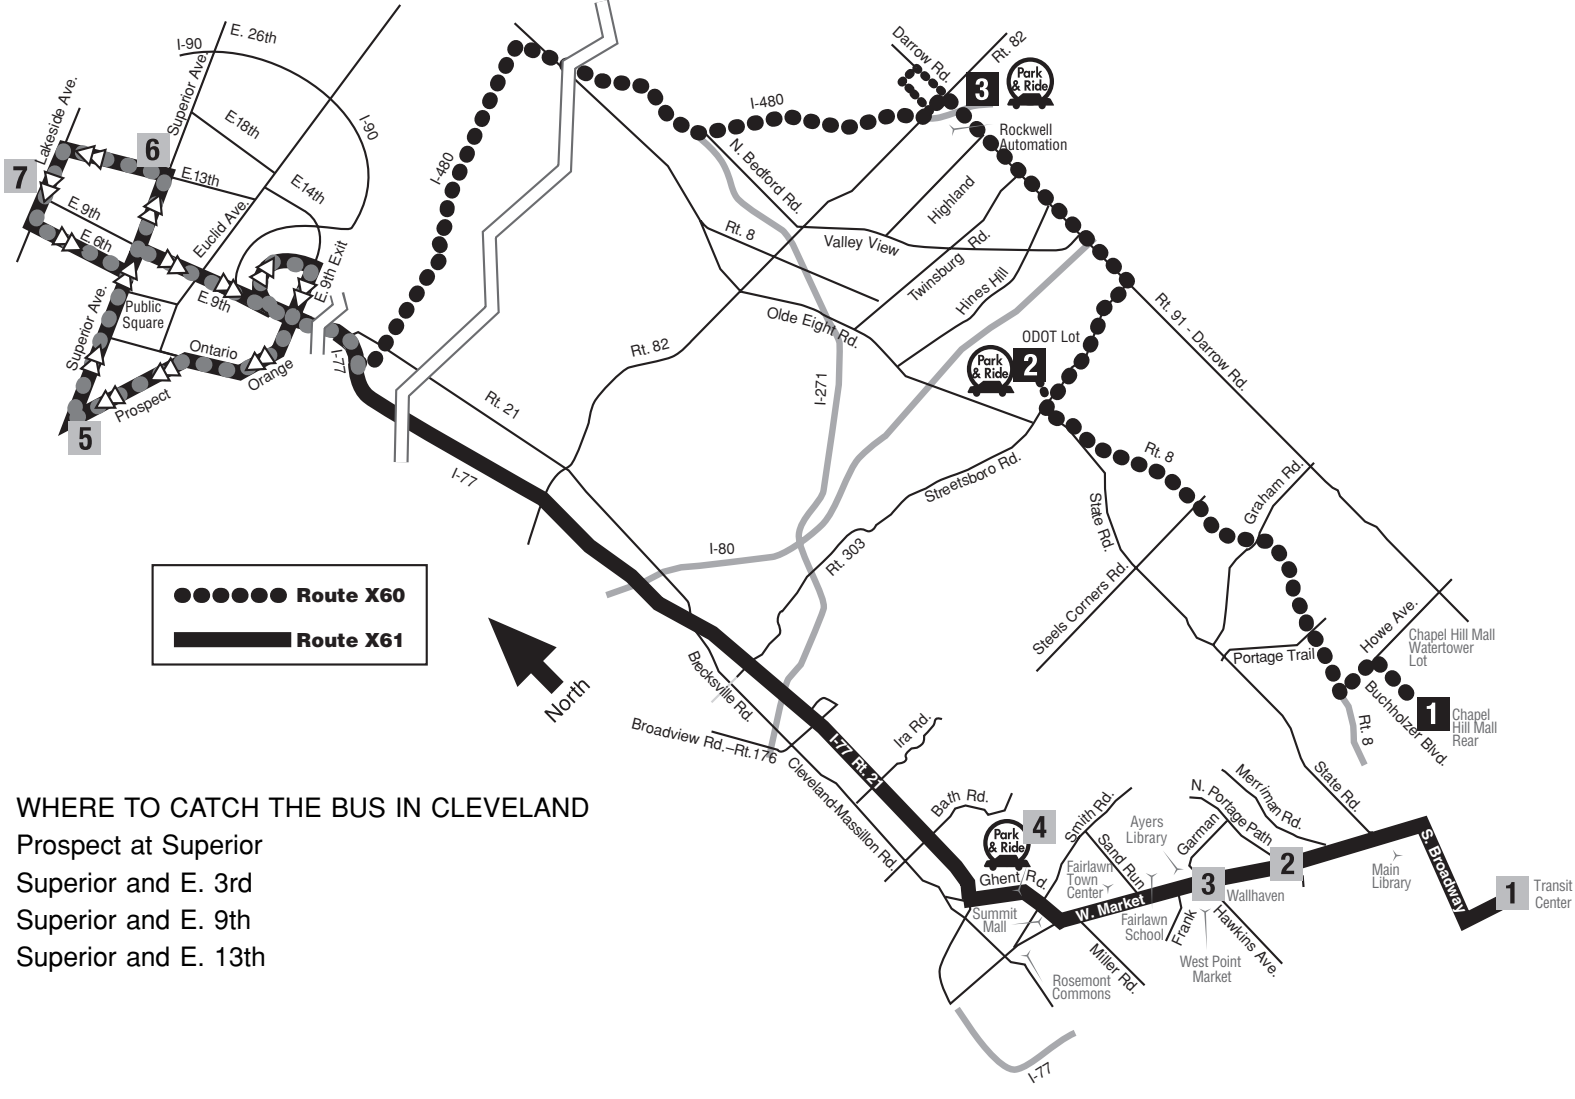 I-90
E. 26th
Superior Ave.
Lakeside Ave.
E18th
I-90
6
7
E.13th
E14th
E. 9th
E. 6th
Euclid Ave.
E. 9th Exit
E. 9th
Public
Square
Superior Ave.
Ontario
Orange
Prospect
5
I-77
I-480
I-480
Darrow Rd.
Rt. 82
3
Park
& Ride
Rockwell
Automation
N. Bedford Rd.
Highland
Rt. 8
Valley View
Twinsburg Rd.
Hines Hill
Olde Eight Rd.
ODOT Lot
Park
& Ride
2
Rt. 91 - Darrow Rd.
Rt. 82
I-271
Rt. 21
I-77
Streetsboro Rd.
Rt. 8
Graham Rd.
State Rd.
I-80
Rt. 303
Steels Corners Rd.
Route X60
Route X61
North
Brecksville Rd.
Broadview Rd.–Rt.176
Howe Ave.
Chapel Hill Mall
Watertower
Lot
Portage Trail
Buchholzer Blvd.
1
Chapel
Hill Mall
Rear
Rt. 8
I-77 Rt. 21
Ira Rd.
Cleveland-Massillon Rd.
State Rd.
Bath Rd.
Park
& Ride
4
Smith Rd.
Ayers
Library
Garman
N. Portage Path
Merriman Rd.
Sand Run
Fairlawn
Town
Center
Ghent Rd.
Summit
Mall
W. Market
Fairlawn
School
3
Wallhaven
2
Main
Library
S. Broadway
1
Transit
Center
Frank
Hawkins Ave.
West Point
Market
Miller Rd.
Rosemont
Commons
I-77
WHERE TO CATCH THE BUS IN CLEVELAND
Prospect at Superior
Superior and E. 3rd
Superior and E. 9th
Superior and E. 13th